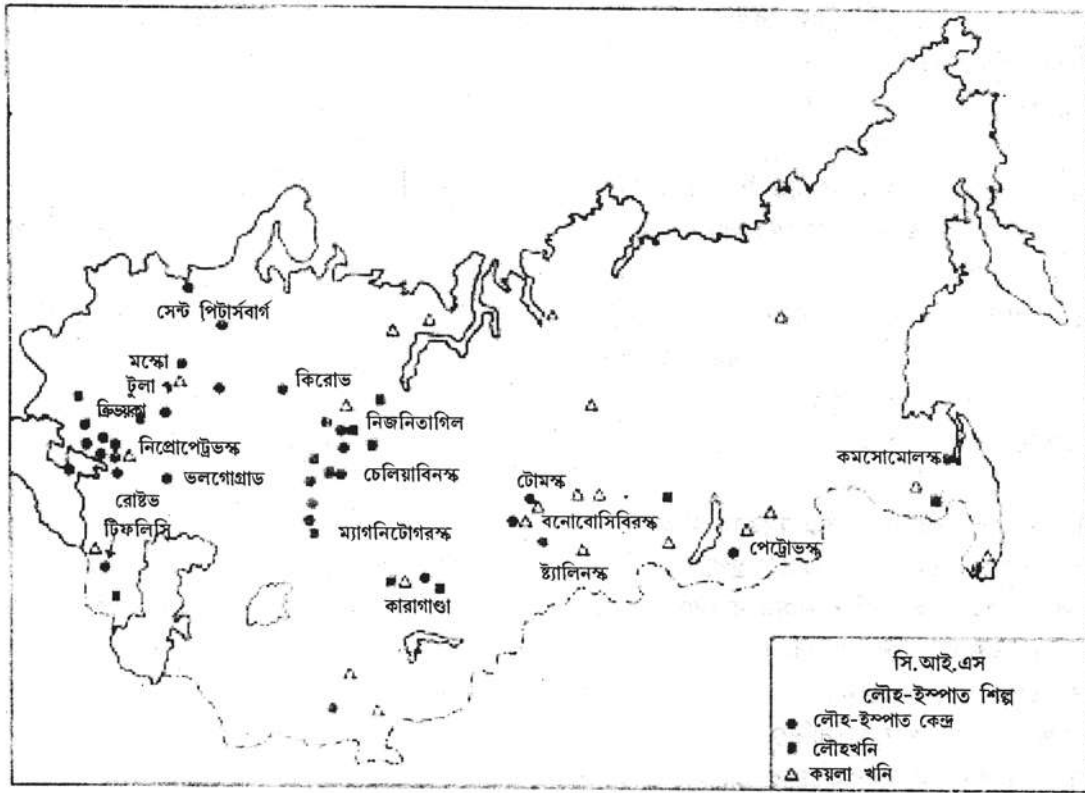 সেন্ট পিটার্সবার্গ
মস্কো
টুলা
কিরোভ
ক্রিভয়রগ
নিজনিতাগিল
নিপ্রোপেট্রভস্ক
কমসোমোলস্ক
ভলগোগ্রাড
চেলিয়াবিনস্ক
টোমস্ক
রোষ্টভ
বনোবোসিবিরস্ক
টিফলিসি
ম্যাগনিটোগরস্ক
পেট্রোভস্ক
ষ্ট্যালিনস্ক
কারাগাণ্ডা
সি.আই.এস
লৌহ-ইস্পাত শিল্প
লৌহ-ইস্পাত কেন্দ্র
লৌহখনি
কয়লা খনি